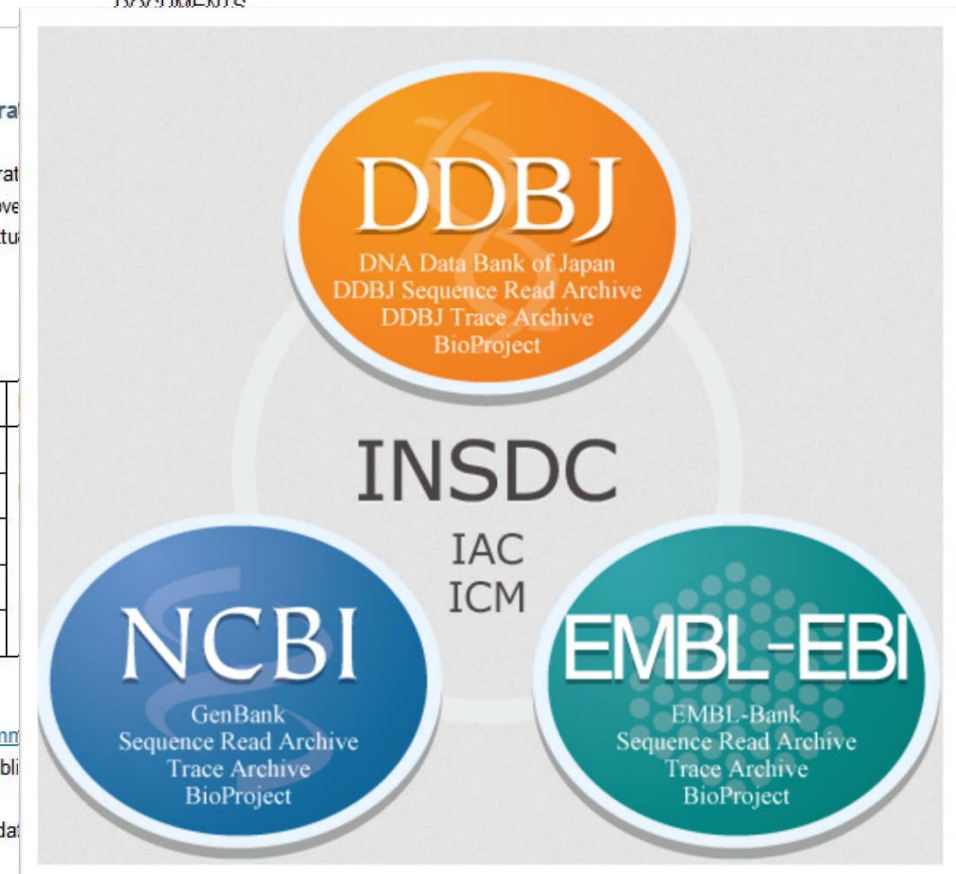 DOCUMENTS
DDBJ
DNA Data Bank of Japan
DDBJ Sequence Read Archive
DDBJ Trace Archive
BioProject
INSDC
IAC
ICM
NCBI
GenBank
Sequence Read Archive
Trace Archive
BioProject
EMBL-EBI
EMBL-Bank
Sequence Read Archive
Trace Archive
BioProject